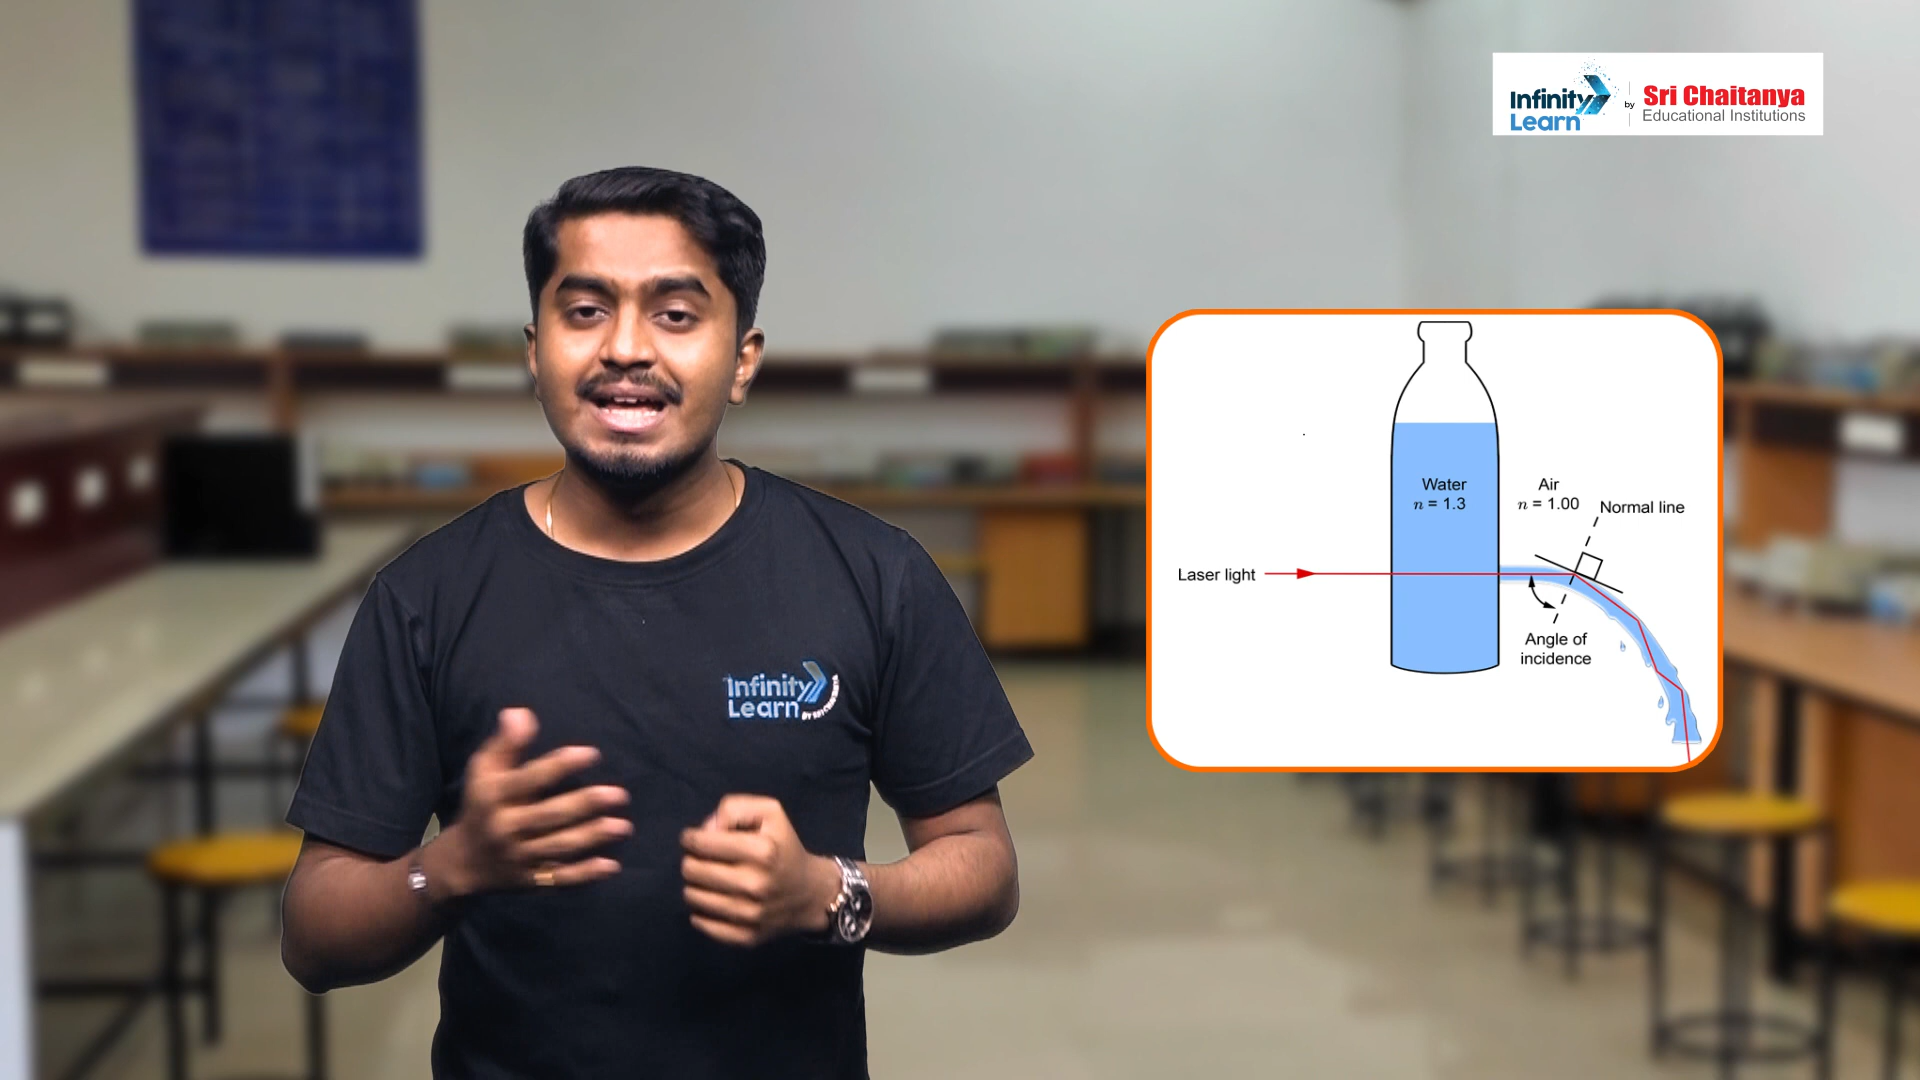 Infinity
Learn
by
Sri Chaitanya
Educational Institutions
Water
n = 1.3
Air
n = 1.00
Normal line
Laser light
Angle of
incidence
Infinity
Learn